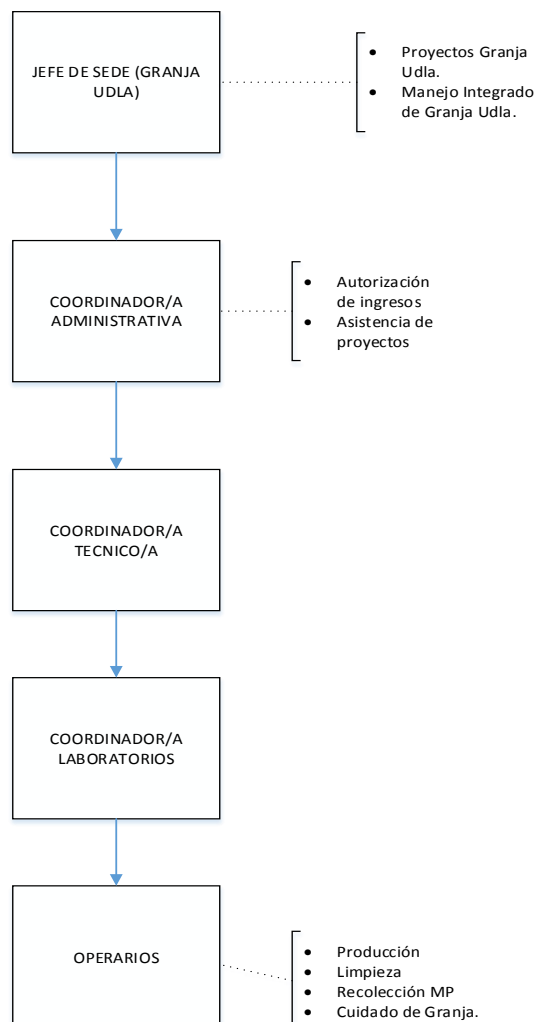 JEFE DE SEDE (GRANJA
UDLA)
• Proyectos Granja
Udla.
• Manejo Integrado
de Granja Udla.
COORDINADOR/A
ADMINISTRATIVA
• Autorización
de ingresos
• Asistencia de
proyectos
COORDINADOR/A
TECNICO/A
COORDINADOR/A
LABORATORIOS
OPERARIOS
• Producción
• Limpieza
• Recolección MP
• Cuidado de Granja.